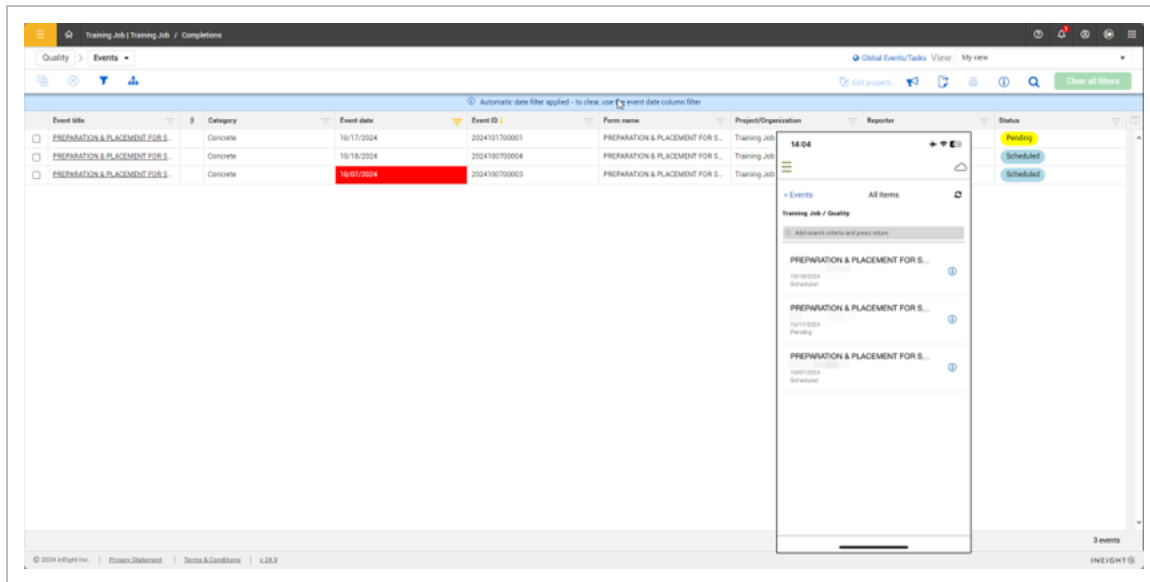 Training Job | Training Job / Completions
Quality > Events
Global Events/Tasks View: My view
Edit properti... Clear all filters
Automatic date filter applied - to clear, use the event date column filter
Event title Category Event date Event ID Form name Project/Organization Reporter Status
PREPARATION & PLACEMENT FOR S... Concrete 10/17/2024 2024101700001 PREPARATION & PLACEMENT FOR S... Training Job Pending
PREPARATION & PLACEMENT FOR S... Concrete 10/18/2024 2024100700004 PREPARATION & PLACEMENT FOR S... Training Job Scheduled
PREPARATION & PLACEMENT FOR S... Concrete 10/07/2024 2024100700003 PREPARATION & PLACEMENT FOR S... Training Job Scheduled
14:04
< Events All Items
Training Job / Quality
Add search criteria and press return
PREPARATION & PLACEMENT FOR S...
Scheduled
PREPARATION & PLACEMENT FOR S...
10/17/2024
Pending
PREPARATION & PLACEMENT FOR S...
10/07/2024
Scheduled
3 events
© 2024 InEight Inc. Privacy Statement Terms & Conditions
INEIGHT